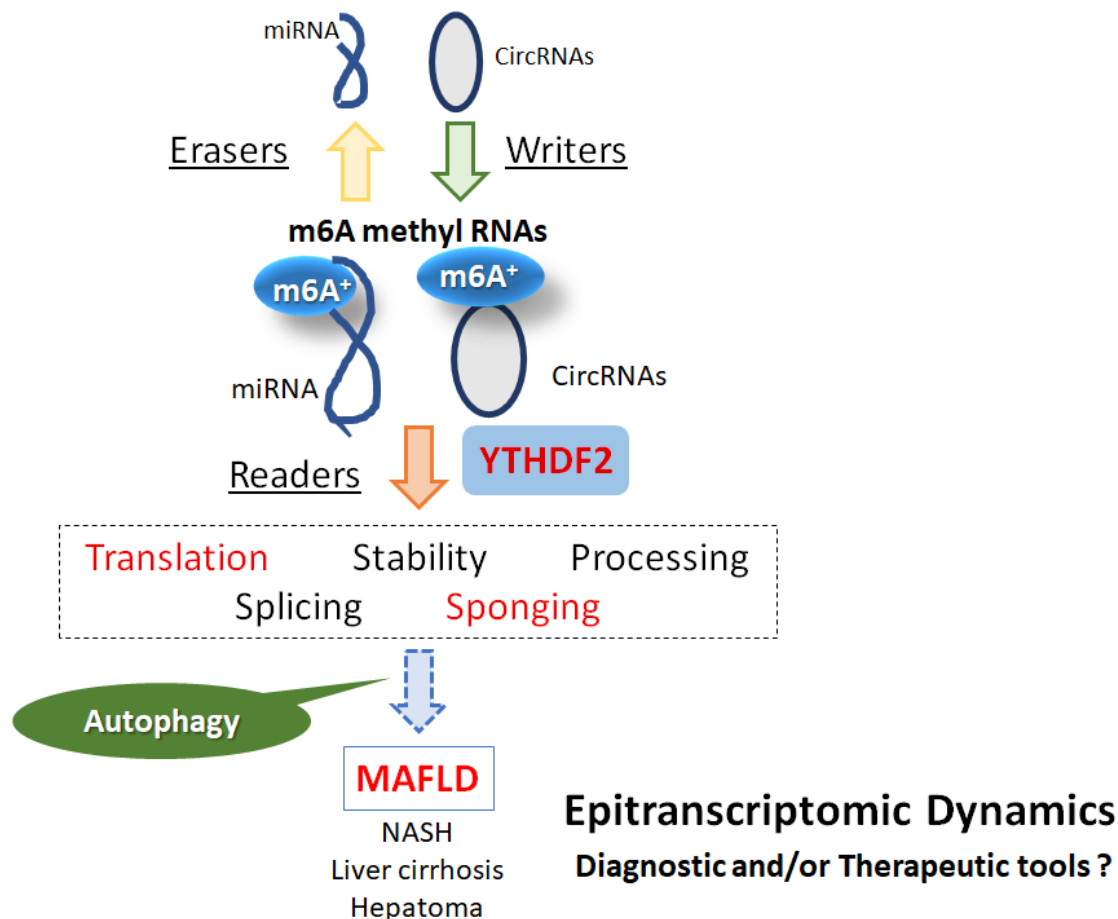 miRNA
CircRNAs
Erasers
Writers
m6A methyl RNAs
m6A⁺
m6A⁺
miRNA
CircRNAs
YTHDF2
Readers
Translation Stability Processing
Splicing Sponging
Autophagy
MAFLD
NASH
Liver cirrhosis
Hepatoma
Epitranscriptomic Dynamics
Diagnostic and/or Therapeutic tools ?